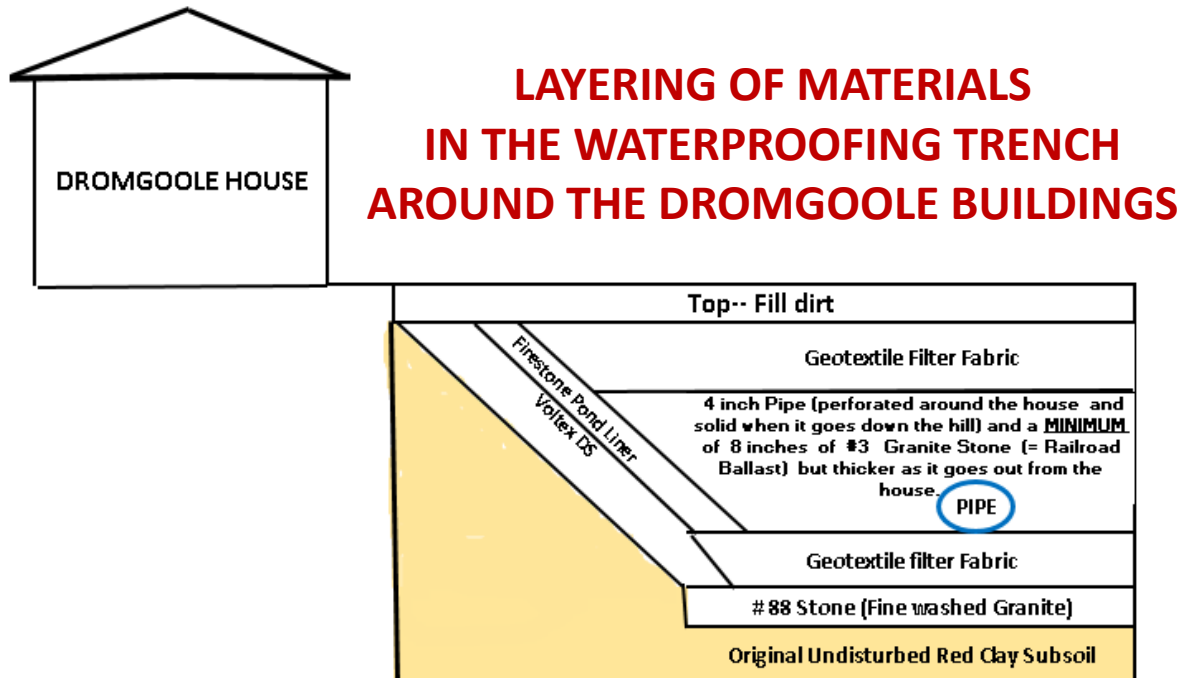 LAYERING OF MATERIALS
IN THE WATERPROOFING TRENCH
AROUND THE DROMGOOLE BUILDINGS
DROMGOOLE HOUSE
Top-- Fill dirt
Geotextile Filter Fabric
Firestone Pond Liner
Voltex DS
4 inch Pipe (perforated around the house and
solid when it goes down the hill) and a MINIMUM
of 8 inches of #3 Granite Stone (= Railroad
Ballast) but thicker as it goes out from the
house.
PIPE
Geotextile filter Fabric
#88 Stone (Fine washed Granite)
Original Undisturbed Red Clay Subsoil